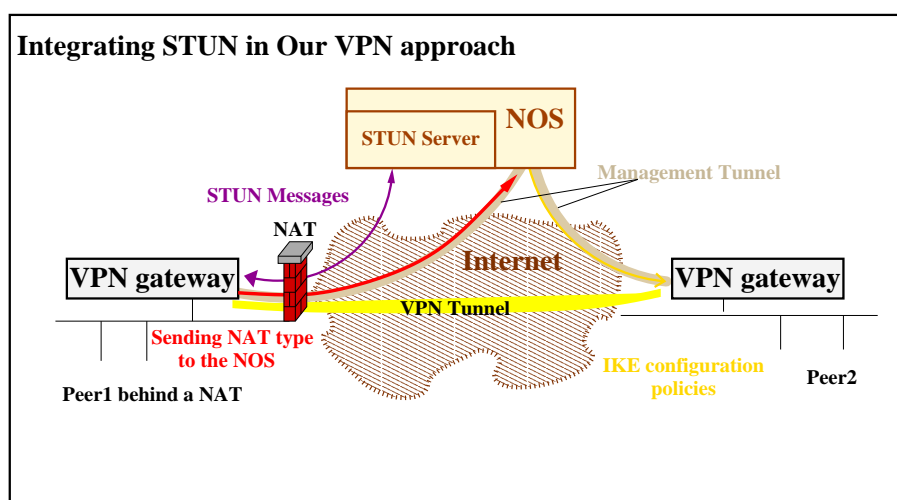 Integrating STUN in Our VPN approach
NOS
STUN Server
Management Tunnel
STUN Messages
NAT
Internet
VPN gateway
VPN gateway
VPN Tunnel
Sending NAT type
to the NOS
IKE configuration
policies
Peer1 behind a NAT
Peer2